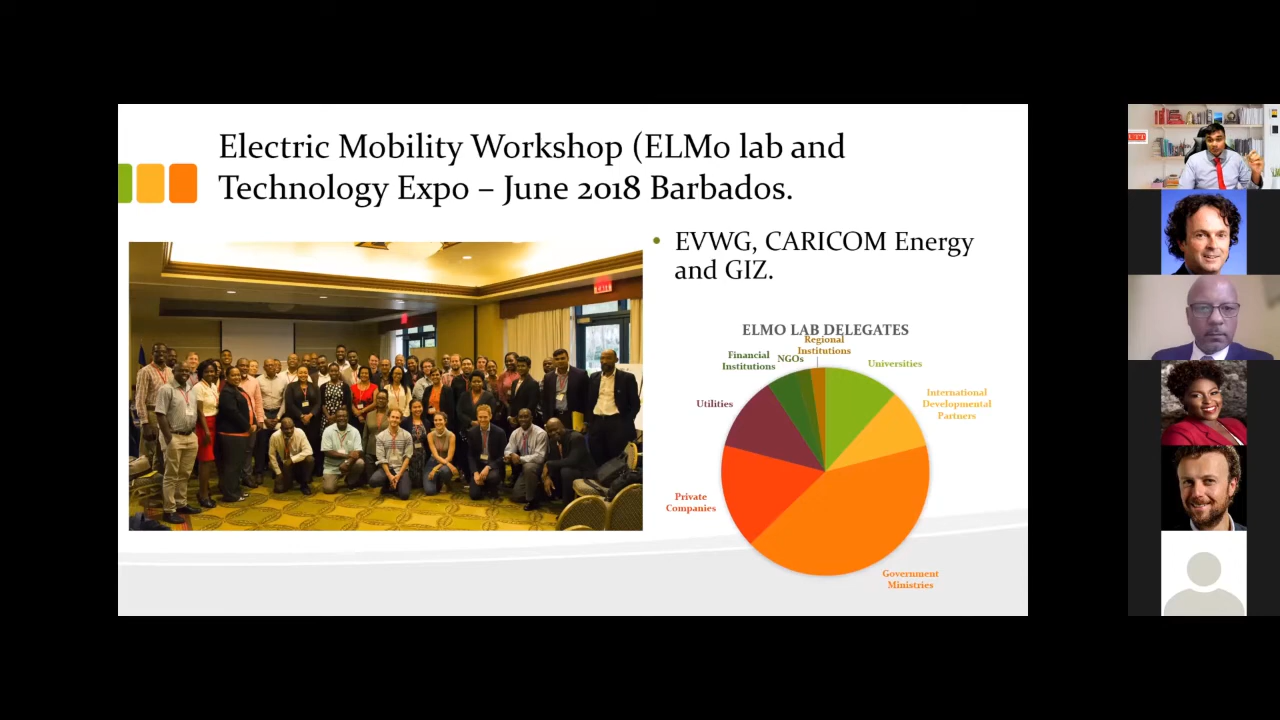 Electric Mobility Workshop (ELMo lab and
Technology Expo – June 2018 Barbados.
• EVWG, CARICOM Energy
and GIZ.
ELMO LAB DELEGATES
Regional
Institutions
Financial
Institutions
NGOs
Universities
International
Developmental
Partners
Utilities
Private
Companies
Government
Ministries
EXIT